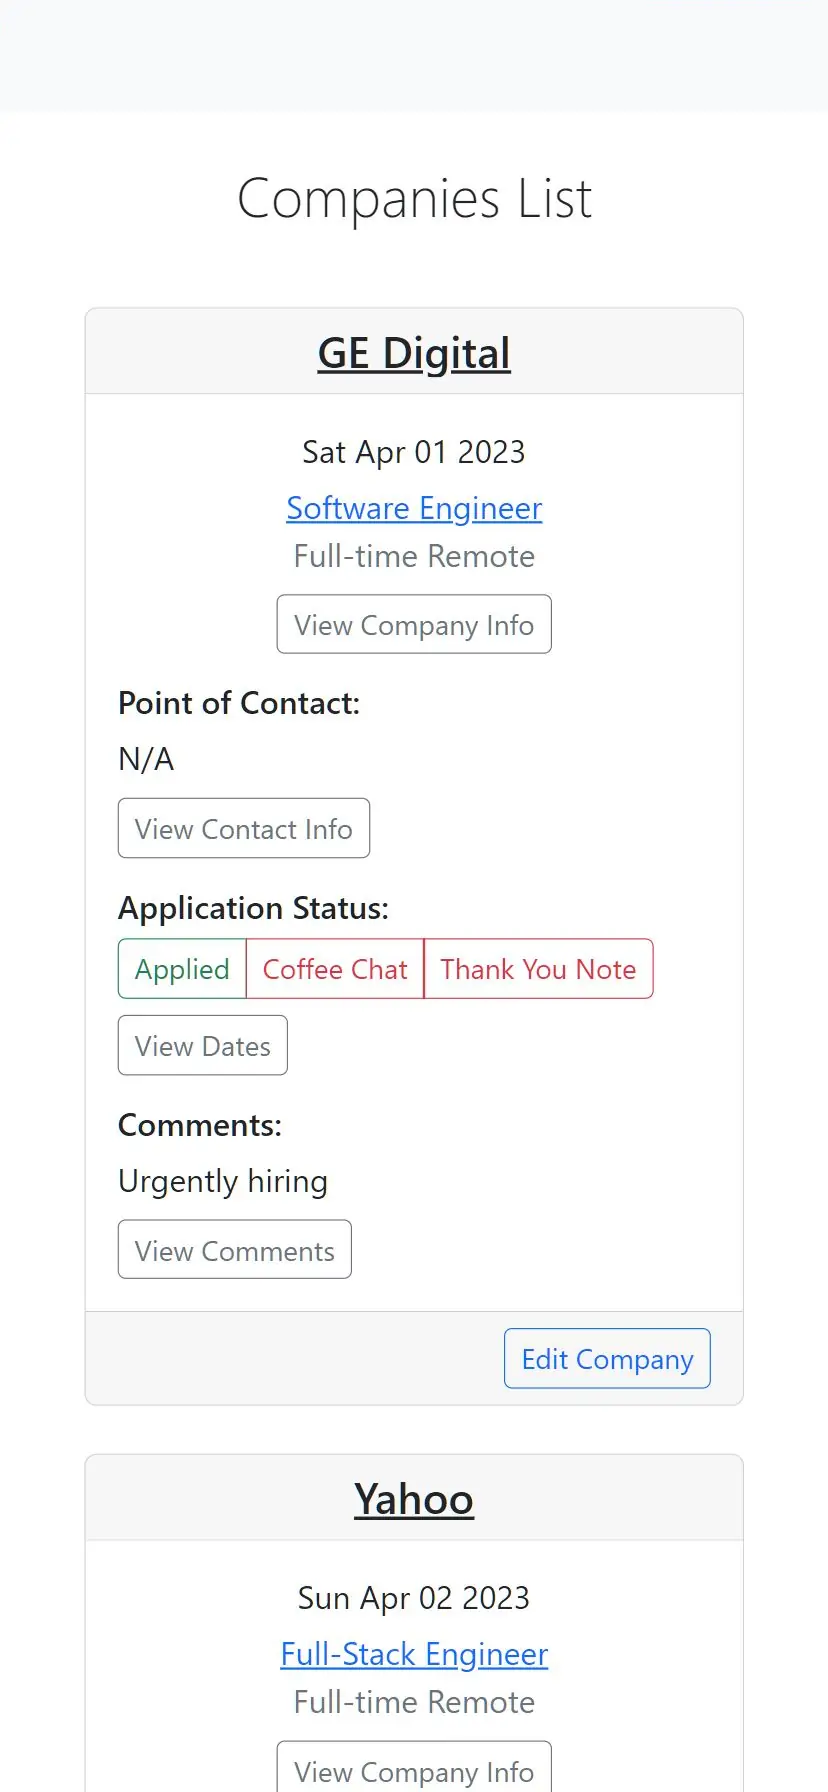 Companies List
GE Digital
Sat Apr 01 2023
Software Engineer
Full-time Remote
View Company Info
Point of Contact:
N/A
View Contact Info
Application Status:
Applied Coffee Chat Thank You Note
View Dates
Comments:
Urgently hiring
View Comments
Edit Company
Yahoo
Sun Apr 02 2023
Full-Stack Engineer
Full-time Remote
View Company Info